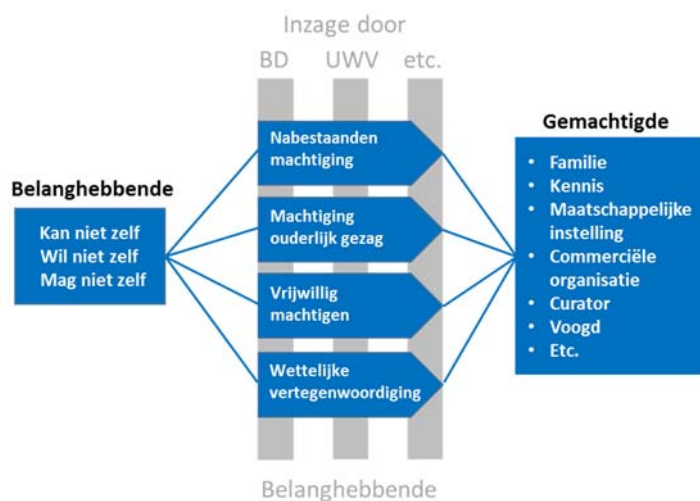 Inzage door
BD UWV etc.
Belanghebbende
Kan niet zelf
Wil niet zelf
Mag niet zelf
Nabestaanden
machtiging
Machtiging
ouderlijk gezag
Vrijwillig
machtigen
Wettelijke
vertegenwoordiging
Gemachtigde
• Familie
• Kennis
• Maatschappelijke
instelling
• Commerciële
organisatie
• Curator
• Voogd
• Etc.
Belanghebbende